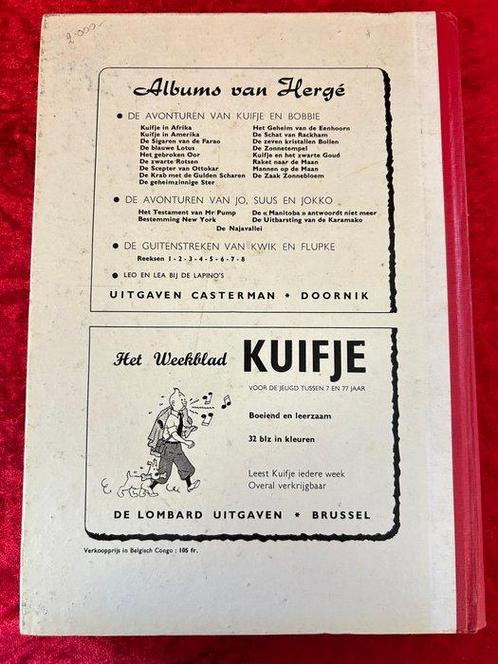 2.000-
Albums van Hergé
• DE AVONTUREN VAN KUIFJE EN BOBBIE
Kuifje in Afrika
Kuifje in Amerika
De Sigaren van de Farao
De blauwe Lotus
Het gebroken Oor
De zwarte Rotsen
De Scepter van Ottokar
De Krab met de Gulden Scharen
De geheimzinnige Ster
Het Geheim van de Eenhoorn
De Schat van Rackham
De zeven kristallen Bollen
De Zonnetempel
Kuifje en het zwarte Goud
Raket naar de Maan
Mannen op de Maan
De Zaak Zonnebloem
• DE AVONTUREN VAN JO, SUUS EN JOKKO
Het Testament van Mr Pump
Bestemming New York
De « Manitoba » antwoordt niet meer
De Uitbarsting van de Karamako
De Najavallei
• DE GUITENSTREKEN VAN KWIK EN FLUPKE
Reeksen 1 - 2 - 3 - 4 - 5 - 6 - 7 - 8
• LEO EN LEA BIJ DE LAPINO'S
UITGAVEN CASTERMAN * DOORNIK
Het Weekblad KUIFJE
VOOR DE JEUGD TUSSEN 7 EN 77 JAAR
Boeiend en leerzaam
32 blz in kleuren
Leest Kuifje iedere week
Overal verkrijgbaar
DE LOMBARD UITGAVEN * BRUSSEL
Verkoopprijs in Belgisch Congo : 105 fr.